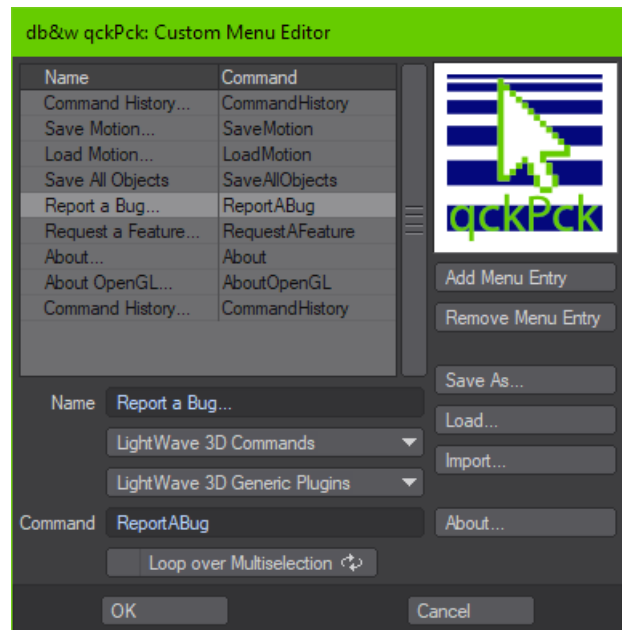 db&w qckPck: Custom Menu Editor
Name Command
Command History... CommandHistory
Save Motion... SaveMotion
Load Motion... LoadMotion
Save All Objects SaveAllObjects
Report a Bug... ReportABug
Request a Feature... RequestAFeature
About... About
About OpenGL... AboutOpenGL
Command History... CommandHistory
qckPck
Add Menu Entry
Remove Menu Entry
Save As...
Load...
Import...
About...
Name Report a Bug...
LightWave 3D Commands
LightWave 3D Generic Plugins
Command ReportABug
Loop over Multiselection
OK Cancel